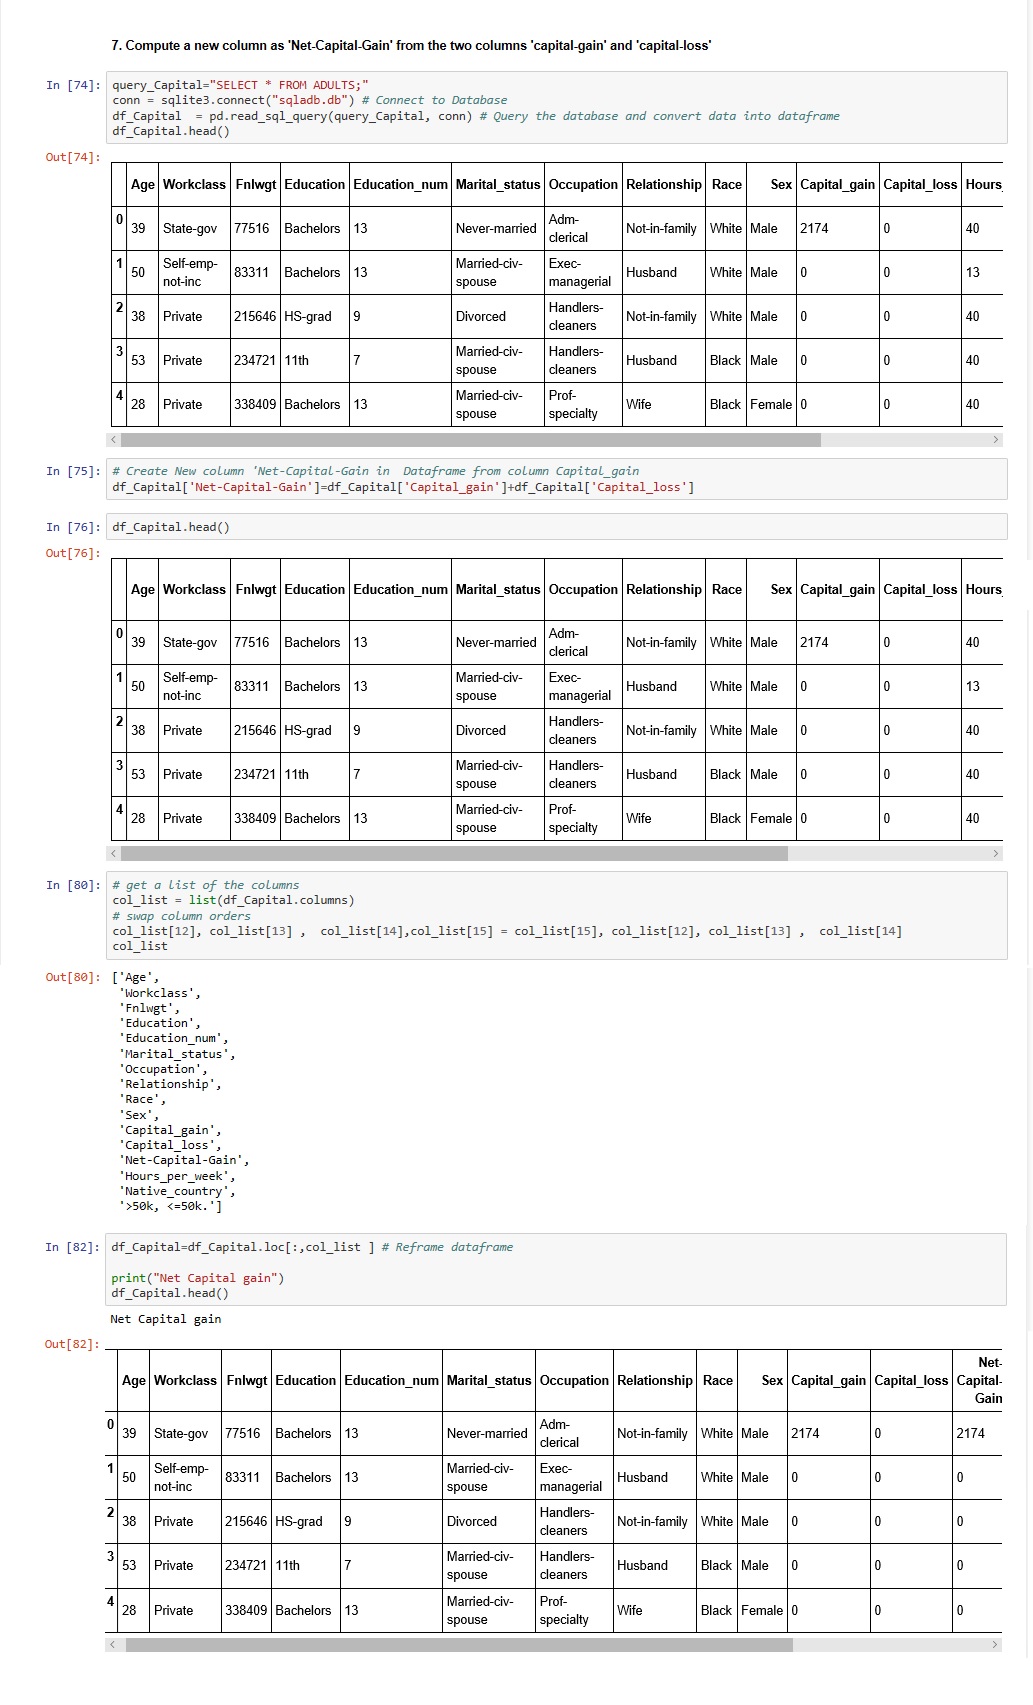 7. Compute a new column as 'Net-Capital-Gain' from the two columns 'capital-gain' and 'capital-loss'
In [74]: query_Capital="SELECT * FROM ADULTS;"
conn = sqlite3.connect("sqladb.db") # Connect to Database
df_Capital  = pd.read_sql_query(query_Capital, conn) # Query the database and convert data into dataframe
df_Capital.head()
Out[74]:
Age Workclass Fnlwgt Education Education_num Marital_status Occupation Relationship Race Sex Capital_gain Capital_loss Hours_
0 39 State-gov 77516 Bachelors 13 Never-married Adm-clerical Not-in-family White Male 2174 0 40
1 50 Self-emp-not-inc 83311 Bachelors 13 Married-civ-spouse Exec-managerial Husband White Male 0 0 13
2 38 Private 215646 HS-grad 9 Divorced Handlers-cleaners Not-in-family White Male 0 0 40
3 53 Private 234721 11th 7 Married-civ-spouse Handlers-cleaners Husband Black Male 0 0 40
4 28 Private 338409 Bachelors 13 Married-civ-spouse Prof-specialty Wife Black Female 0 0 40
In [75]: # Create New column 'Net-Capital-Gain in  Dataframe from column Capital_gain
df_Capital['Net-Capital-Gain']=df_Capital['Capital_gain']+df_Capital['Capital_loss']
In [76]: df_Capital.head()
Out[76]:
Age Workclass Fnlwgt Education Education_num Marital_status Occupation Relationship Race Sex Capital_gain Capital_loss Hours_
0 39 State-gov 77516 Bachelors 13 Never-married Adm-clerical Not-in-family White Male 2174 0 40
1 50 Self-emp-not-inc 83311 Bachelors 13 Married-civ-spouse Exec-managerial Husband White Male 0 0 13
2 38 Private 215646 HS-grad 9 Divorced Handlers-cleaners Not-in-family White Male 0 0 40
3 53 Private 234721 11th 7 Married-civ-spouse Handlers-cleaners Husband Black Male 0 0 40
4 28 Private 338409 Bachelors 13 Married-civ-spouse Prof-specialty Wife Black Female 0 0 40
In [80]: # get a list of the columns
col_list = list(df_Capital.columns)
# swap column orders
col_list[12], col_list[13] ,  col_list[14],col_list[15] = col_list[15], col_list[12], col_list[13] ,  col_list[14]
col_list
Out[80]: ['Age',
'Workclass',
'Fnlwgt',
'Education',
'Education_num',
'Marital_status',
'Occupation',
'Relationship',
'Race',
'Sex',
'Capital_gain',
'Capital_loss',
'Net-Capital-Gain',
'Hours_per_week',
'Native_country',
'>50k, <=50k.']
In [82]: df_Capital=df_Capital.loc[:,col_list ] # Reframe dataframe
print("Net Capital gain")
df_Capital.head()
Net Capital gain
Out[82]:
Age Workclass Fnlwgt Education Education_num Marital_status Occupation Relationship Race Sex Capital_gain Capital_loss Net-Capital-Gain
0 39 State-gov 77516 Bachelors 13 Never-married Adm-clerical Not-in-family White Male 2174 0 2174
1 50 Self-emp-not-inc 83311 Bachelors 13 Married-civ-spouse Exec-managerial Husband White Male 0 0 0
2 38 Private 215646 HS-grad 9 Divorced Handlers-cleaners Not-in-family White Male 0 0 0
3 53 Private 234721 11th 7 Married-civ-spouse Handlers-cleaners Husband Black Male 0 0 0
4 28 Private 338409 Bachelors 13 Married-civ-spouse Prof-specialty Wife Black Female 0 0 0